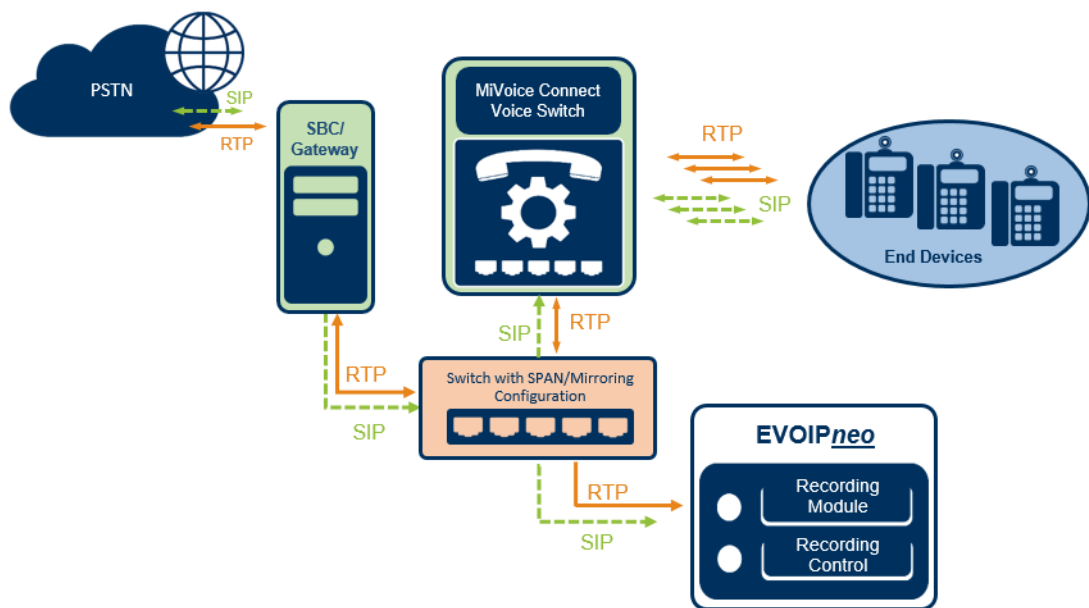 PSTN
SIP
RTP
SBC/
Gateway
MiVoice Connect
Voice Switch
RTP
SIP
End Devices
SIP
RTP
RTP
SIP
Switch with SPAN/Mirroring
Configuration
EVOIPneo
RTP
SIP
Recording
Module
Recording
Control